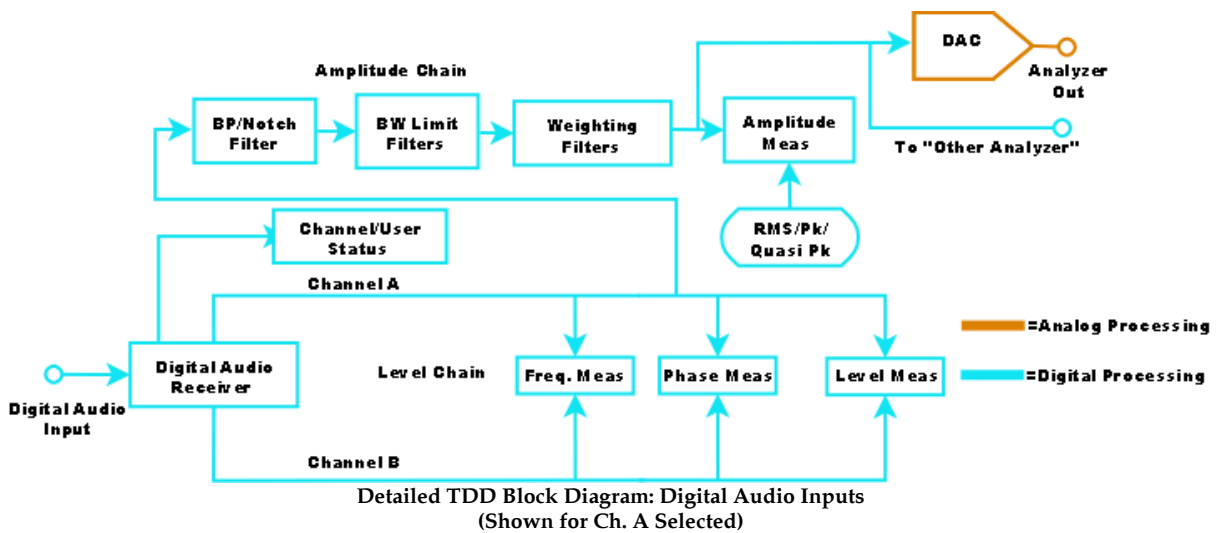 DAC
Amplitude Chain
Analyzer
Out
BP/Notch
Filter
BW Limit
Filters
Weighting
Filters
Amplitude
Meas
To "Other Analyzer"
Channel/User
Status
RMS/Pk/
Quasi Pk
Channel A
=Analog Processing
Digital Audio
Receiver
Level Chain
Freq. Meas
Phase Meas
Level Meas
=Digital Processing
Digital Audio
Input
Channel B
Detailed TDD Block Diagram: Digital Audio Inputs
(Shown for Ch. A Selected)